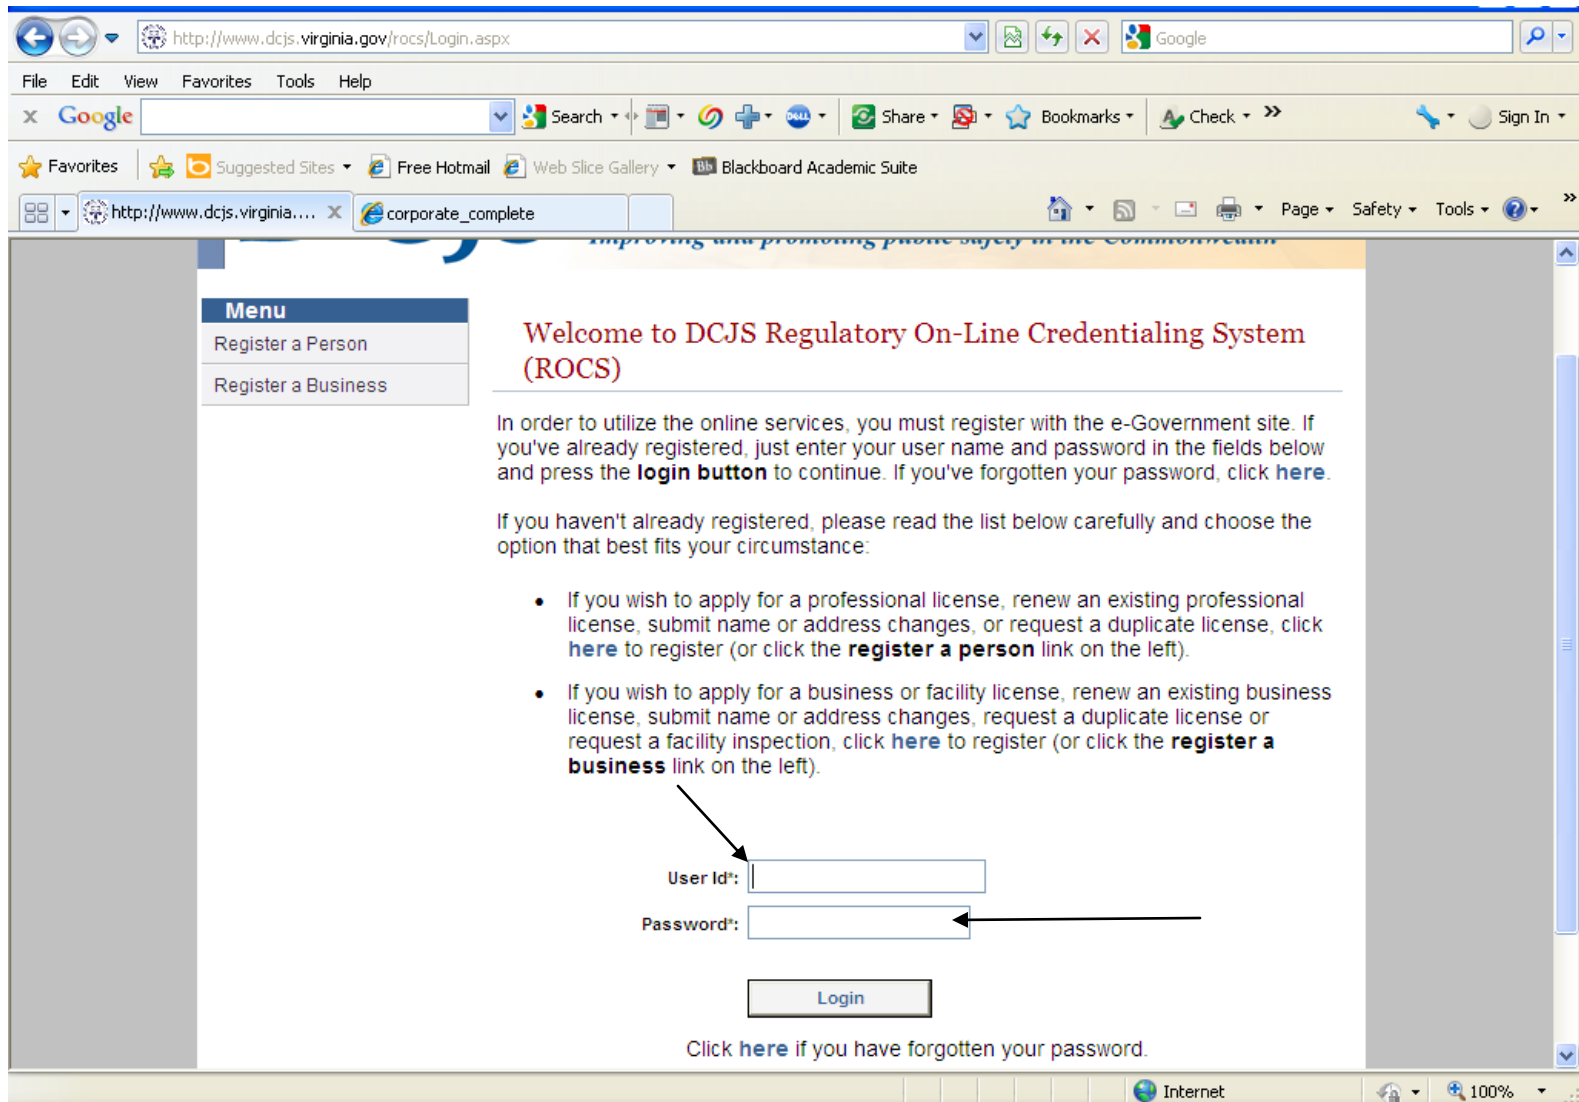 http://www.dcjs.virginia.gov/rocs/Login.aspx
Google
File Edit View Favorites Tools Help
x Google Search Share Bookmarks Check >> Sign In
Favorites Suggested Sites Free Hotmail Web Slice Gallery Bb Blackboard Academic Suite
http://www.dcjs.virginia.... X corporate_complete Page Safety Tools >>
Improving and promoting public safety in the Commonwealth
Menu
Register a Person
Register a Business
Welcome to DCJS Regulatory On-Line Credentialing System
(ROCS)
In order to utilize the online services, you must register with the e-Government site. If
you've already registered, just enter your user name and password in the fields below
and press the login button to continue. If you've forgotten your password, click here.
If you haven't already registered, please read the list below carefully and choose the
option that best fits your circumstance:
• If you wish to apply for a professional license, renew an existing professional
license, submit name or address changes, or request a duplicate license, click
here to register (or click the register a person link on the left).
• If you wish to apply for a business or facility license, renew an existing business
license, submit name or address changes, request a duplicate license or
request a facility inspection, click here to register (or click the register a
business link on the left).
User Id*:
Password*:
Login
Click here if you have forgotten your password.
Internet 100%